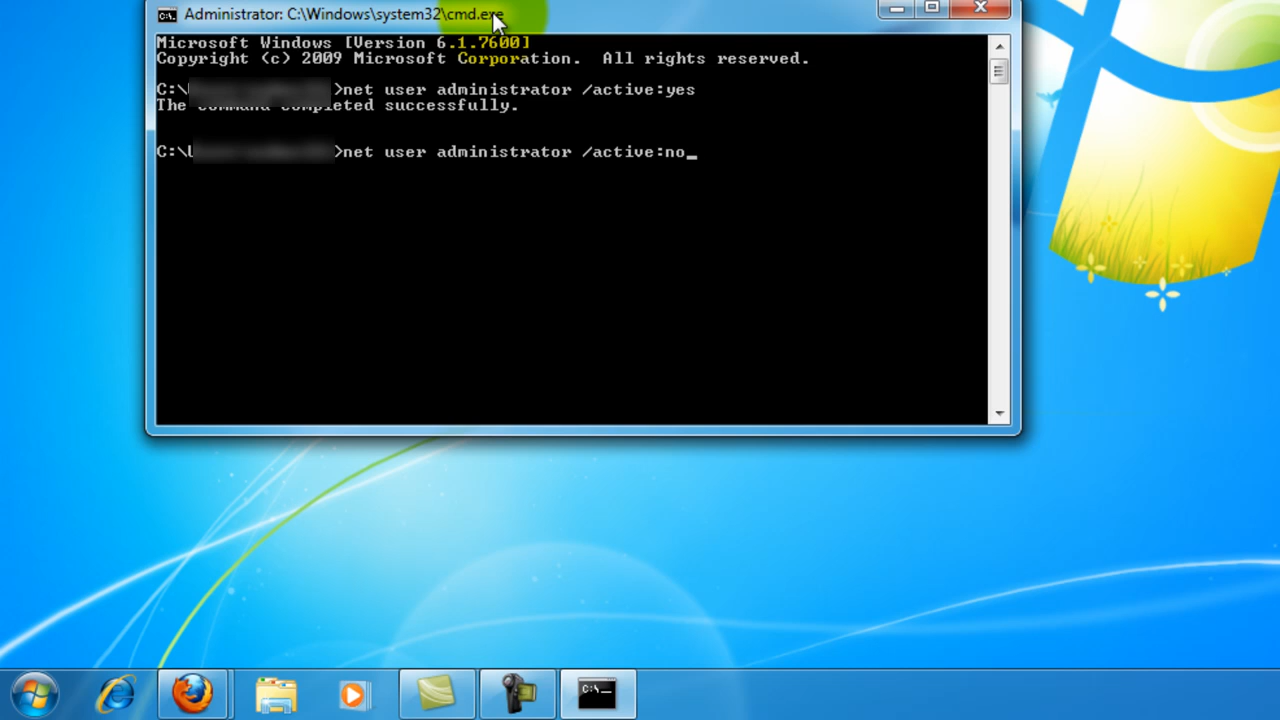 Administrator: C:\Windows\system32\cmd.exe
Microsoft Windows [Version 6.1.7600]
Copyright (c) 2009 Microsoft Corporation.  All rights reserved.
C:\ >net user administrator /active:yes
The command completed successfully.
C:\ >net user administrator /active:no_
C:\_